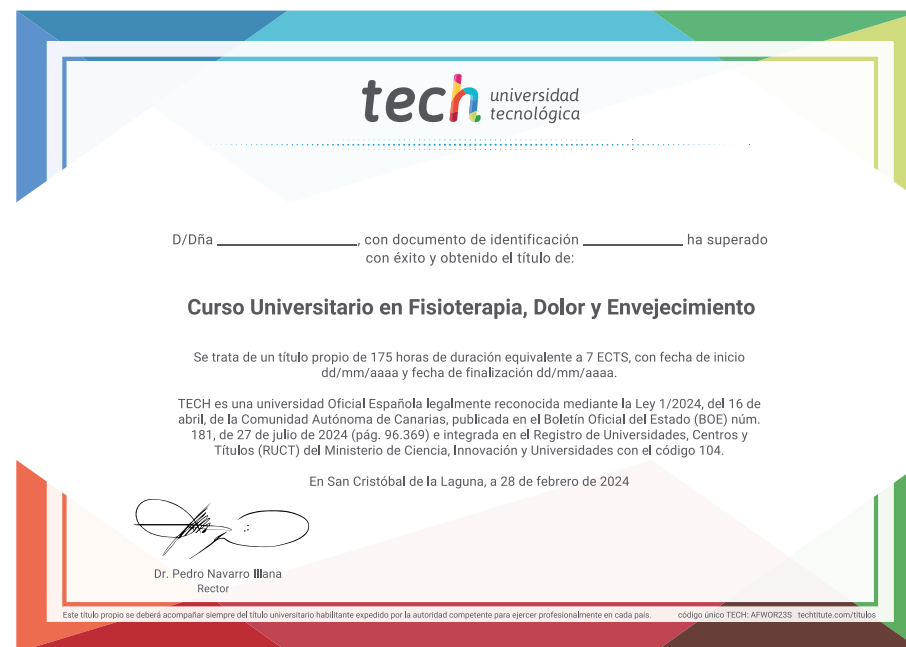 tech universidad
tecnológica
D/Dña ____________________, con documento de identificación ______________ ha superado
con éxito y obtenido el título de:
Curso Universitario en Fisioterapia, Dolor y Envejecimiento
Se trata de un título propio de 175 horas de duración equivalente a 7 ECTS, con fecha de inicio
dd/mm/aaaa y fecha de finalización dd/mm/aaaa.
TECH es una universidad Oficial Española legalmente reconocida mediante la Ley 1/2024, del 16 de
abril, de la Comunidad Autónoma de Canarias, publicada en el Boletín Oficial del Estado (BOE) núm.
181, de 27 de julio de 2024 (pág. 96.369) e integrada en el Registro de Universidades, Centros y
Títulos (RUCT) del Ministerio de Ciencia, Innovación y Universidades con el código 104.
En San Cristóbal de la Laguna, a 28 de febrero de 2024
Dr. Pedro Navarro Illana
Rector
Este título propio se deberá acompañar siempre del título universitario habilitante expedido por la autoridad competente para ejercer profesionalmente en cada país. código único TECH: AFWOR23S techtitute.com/titulos